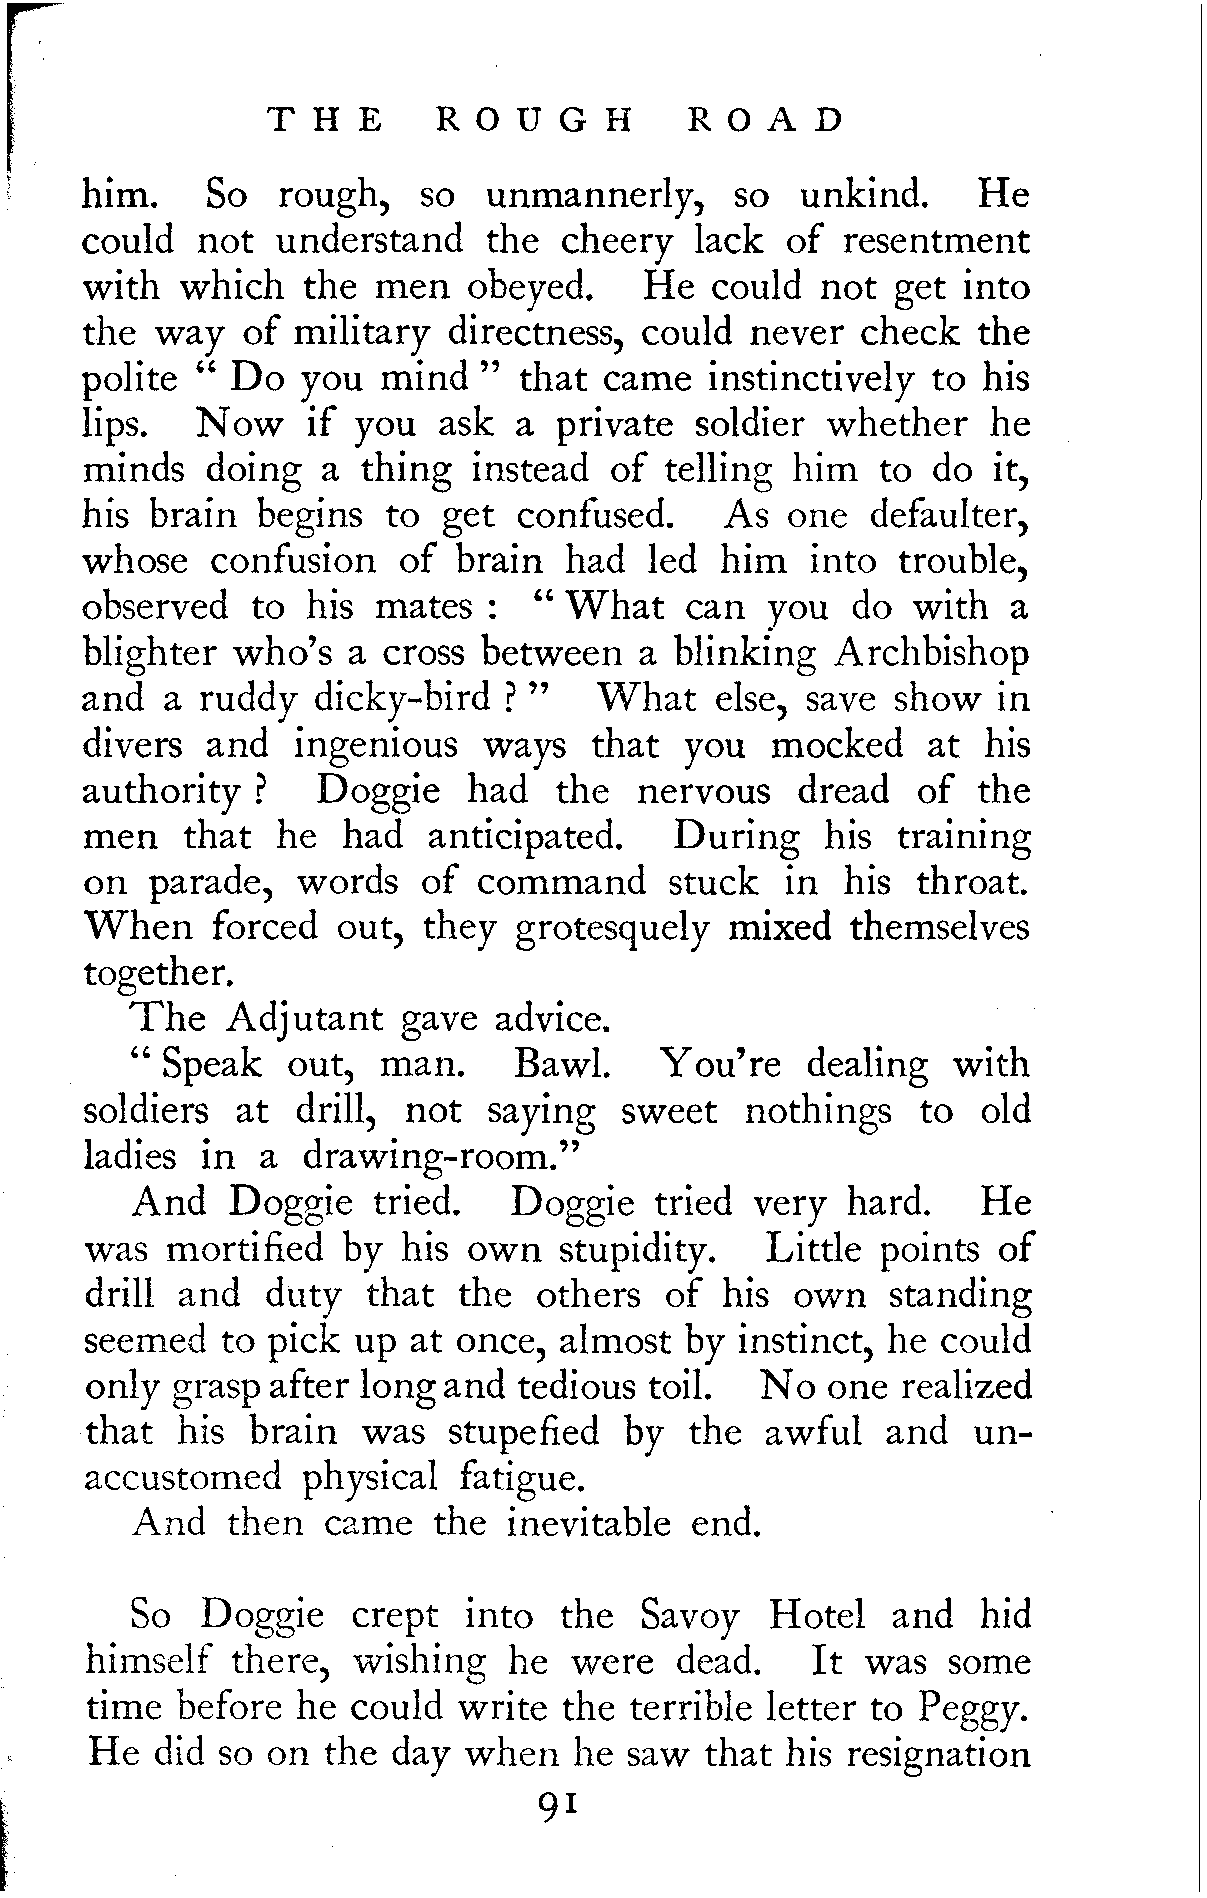 THE ROUGH ROAD
him. So rough, so unmannerly, so unkind. He
could not understand the cheery lack of resentment
with which the men obeyed. He could not get into
the way of military directness, could never check the
polite “ Do you mind ” that came instinctively to his
lips. Now if you ask a private soldier whether he
minds doing a thing instead of telling him to do it,
his brain begins to get confused. As one defaulter,
whose confusion of brain had led him into trouble,
observed to his mates : “ What can you do with a
blighter who’s a cross between a blinking Archbishop
and a ruddy dicky-bird ? ” What else, save show in
divers and ingenious ways that you mocked at his
authority ? Doggie had the nervous dread of the
men that he had anticipated. During his training
on parade, words of command stuck in his throat.
When forced out, they grotesquely mixed themselves
together.
The Adjutant gave advice.
“ Speak out, man. Bawl. You’re dealing with
soldiers at drill, not saying sweet nothings to old
ladies in a drawing-room.”
And Doggie tried. Doggie tried very hard. He
was mortified by his own stupidity. Little points of
drill and duty that the others of his own standing
seemed to pick up at once, almost by instinct, he could
only grasp after long and tedious toil. No one realized
that his brain was stupefied by the awful and un-
accustomed physical fatigue.
And then came the inevitable end.
So Doggie crept into the Savoy Hotel and hid
himself there, wishing he were dead. It was some
time before he could write the terrible letter to Peggy.
He did so on the day when he saw that his resignation
91